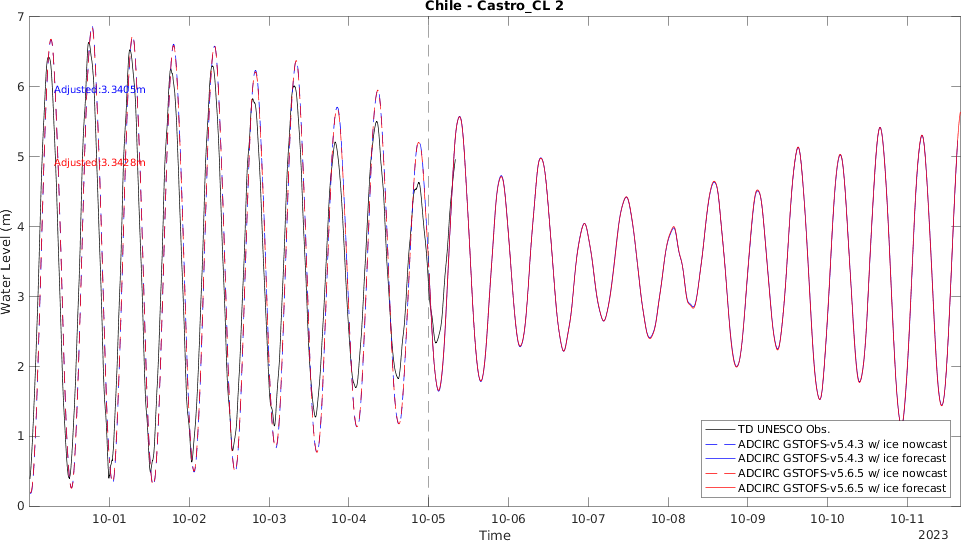 Chile - Castro_CL 2
7
6
5
4
3
2
1
0
Water Level (m)
Adjusted:3.3405m
Adjusted:3.3428m
TD UNESCO Obs.
ADCIRC GSTOFS-v5.4.3 w/ ice nowcast
ADCIRC GSTOFS-v5.4.3 w/ ice forecast
ADCIRC GSTOFS-v5.6.5 w/ ice nowcast
ADCIRC GSTOFS-v5.6.5 w/ ice forecast
10-01 10-02 10-03 10-04 10-05 10-06 10-07 10-08 10-09 10-10 10-11
Time
2023